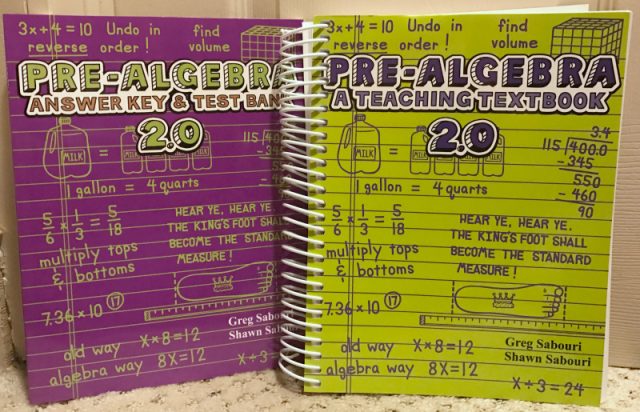 3x+4=10 Undo in
reverse order!
find
volume
PRE-ALGEBRA
ANSWER KEY & TEST BAN
2.0
MILK
=
MILK
115 400
-345
1 gallon = 4 quarts
5/6 x 1/3 = 5/18
multiply tops
& bottoms
HEAR YE, HEAR YE.
THE KING'S FOOT SHALL
BECOME THE STANDARD
MEASURE!
7.36 x 10 17
Greg Sabouri
Shawn Sabouri
old way X x 8=12
algebra way 8X=12
X÷3=
3x+4=10 Undo in
reverse order!
find
volume
PRE-ALGEBRA
A TEACHING TEXTBOOK
2.0
MILK
=
MILK
3.4
115 400.0
-345
550
-460
90
1 gallon = 4 quarts
5/6 x 1/3 = 5/18
multiply tops
& bottoms
HEAR YE, HEAR YE.
THE KING'S FOOT SHALL
BECOME THE STANDARD
MEASURE!
7.36 x 10 17
Greg Sabouri
Shawn Sabouri
old way X x 8=12
algebra way 8X=12
X÷3=24